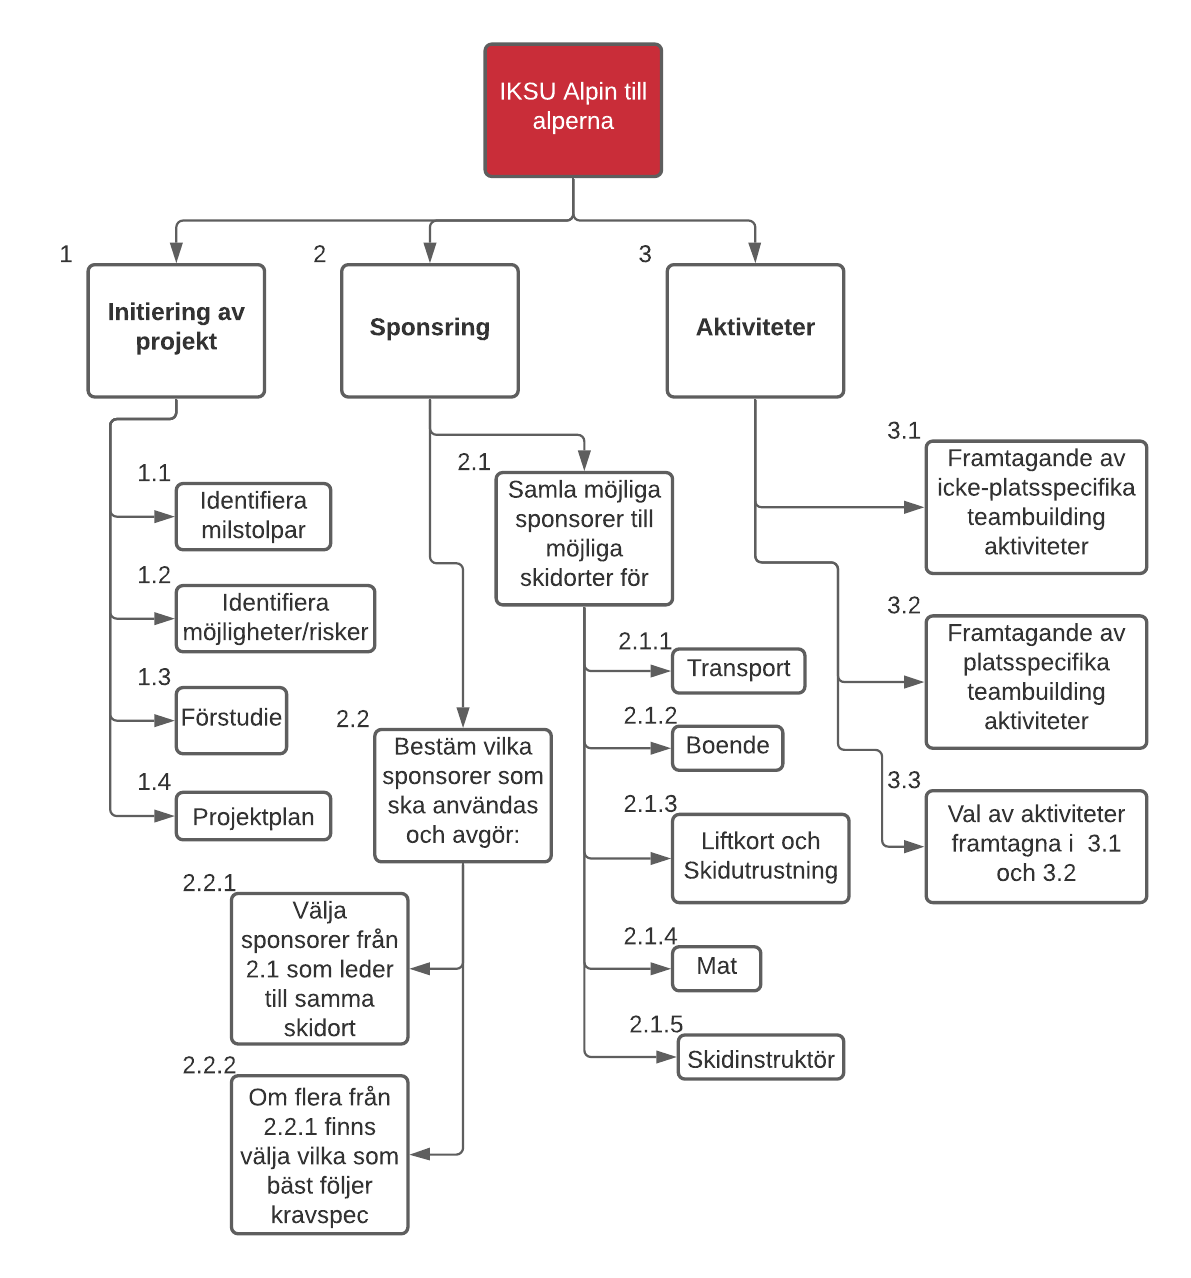 IKSU Alpin till
alperna
1
Initiering av
projekt
1.1
Identifiera
milstolpar
1.2
Identifiera
möjligheter/risker
1.3
Förstudie
1.4
Projektplan
2
Sponsring
2.1
Samla möjliga
sponsorer till
möjliga
skidorter för
2.1.1
Transport
2.1.2
Boende
2.1.3
Liftkort och
Skidutrustning
2.1.4
Mat
2.1.5
Skidinstruktör
2.2
Bestäm vilka
sponsorer som
ska användas
och avgör:
2.2.1
Välja
sponsorer från
2.1 som leder
till samma
skidort
2.2.2
Om flera från
2.2.1 finns
välja vilka som
bäst följer
kravspec
3
Aktiviteter
3.1
Framtagande av
icke-platsspecifika
teambuilding
aktiviteter
3.2
Framtagande av
platsspecifika
teambuilding
aktiviteter
3.3
Val av aktiviteter
framtagna i  3.1
och 3.2